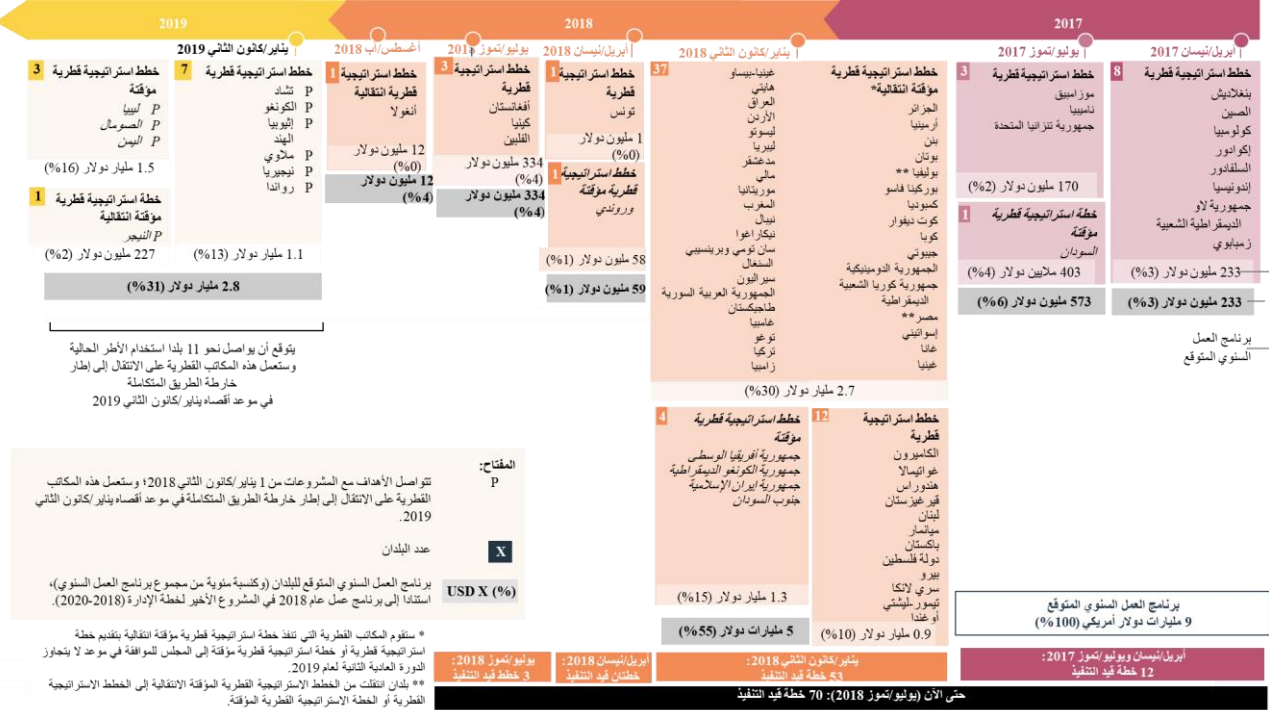 2017
2018
2019
أبريل/نيسان 2017
8
خطط استراتيجية قطرية
بنغلاديش
الصين
كولومبيا
إكوادور
السلفادور
إندونيسيا
جمهورية لاو
الديمقراطية الشعبية
زمبابوي
233 مليون دولار (3%)
233 مليون دولار (3%)
برنامج العمل
السنوي المتوقع
يوليو/تموز 2017
3
خطط استراتيجية قطرية
موزامبيق
ناميبيا
جمهورية تنزانيا المتحدة
170 مليون دولار (2%)
1
خطة استراتيجية قطرية
مؤقتة
السودان
403 ملايين دولار (4%)
573 مليون دولار (6%)
يناير/كانون الثاني 2018
37
خطط استراتيجية قطرية
مؤقتة انتقالية*
الجزائر
أرمينيا
بنن
بوتان
بوليفيا **
بوركينا فاسو
كمبوديا
كوت ديفوار
كوبا
جيبوتي
الجمهورية الدومينيكية
جمهورية كوريا الشعبية
الديمقراطية
مصر**
إسواتيني
غانا
غينيا
غينيا-بيساو
هايتي
العراق
الأردن
ليسوتو
ليبريا
مدغشقر
مالي
موريتانيا
المغرب
نيبال
نيكاراغوا
سان تومي وبرينسيبي
السنغال
سيراليون
الجمهورية العربية السورية
طاجيكستان
غامبيا
توغو
تركيا
زامبيا
2.7 مليار دولار (30%)
12
خطط استراتيجية
قطرية
الكاميرون
غواتيمالا
هندوراس
قيرغيزستان
لبنان
ميانمار
باكستان
دولة فلسطين
بيرو
سري لانكا
تيمور-ليشتي
أوغندا
0.9 مليار دولار (10%)
4
خطط استراتيجية قطرية
مؤقتة
جمهورية أفريقيا الوسطى
جمهورية الكونغو الديمقراطية
جمهورية ايران الإسلامية
جنوب السودان
1.3 مليار دولار (15%)
5 مليارات دولار (55%)
أبريل/نيسان 2018
1
خطط استراتيجية
قطرية
تونس
1 مليون دولار
(0%)
1
خطط استراتيجية
قطرية مؤقتة
وروندي
58 مليون دولار (1%)
59 مليون دولار (1%)
يوليو/تموز
3
خطط استراتيجية
قطرية
أفغانستان
كينيا
الفلبين
334 مليون دولار
(4%)
334 مليون دولار
(4%)
أغسطس/آب 2018
1
خطط استراتيجية
قطرية انتقالية
أنغولا
12 مليون دولار
(0%)
12 مليون دولار
(4%)
يناير/كانون الثاني 2019
7
خطط استراتيجية قطرية
P تشاد
P الكونغو
P إثيوبيا
الهند
P ملاوي
P نيجيريا
P رواندا
1.1 مليار دولار (13%)
3
خطط استراتيجية قطرية
مؤقتة
P ليبيا
P الصومال
P اليمن
1.5 مليار دولار (16%)
1
خطة استراتيجية قطرية
مؤقتة انتقالية
P النيجر
227 مليون دولار (2%)
2.8 مليار دولار (31%)
يتوقع أن يواصل نحو 11 بلدا استخدام الأطر الحالية
وستعمل هذه المكاتب القطرية على الانتقال إلى إطار
خارطة الطريق المتكاملة
في موعد أقصاه يناير/كانون الثاني 2019
المفتاح:
P تتواصل الأهداف مع المشروعات من 1 يناير/كانون الثاني 2018؛ وستعمل هذه المكاتب
القطرية على الانتقال إلى إطار خارطة الطريق المتكاملة في موعد أقصاه يناير/كانون الثاني
2019.
X عدد البلدان
USD X (%) برنامج العمل السنوي المتوقع للبلدان (وكنسبة مئوية من مجموع برنامج العمل السنوي)،
استنادا إلى برنامج عمل عام 2018 في المشروع الأخير لخطة الإدارة (2018-2020).
* ستقوم المكاتب القطرية التي تنفذ خطة استراتيجية قطرية مؤقتة انتقالية بتقديم خطة
استراتيجية قطرية أو خطة استراتيجية قطرية مؤقتة إلى المجلس للموافقة في موعد لا يتجاوز
الدورة العادية الثانية لعام 2019.
** بلدان انتقلت من الخطط الاستراتيجية القطرية المؤقتة الانتقالية إلى الخطط الاستراتيجية
القطرية أو الخطة الاستراتيجية القطرية المؤقتة.
برنامج العمل السنوي المتوقع
9 مليارات دولار أمريكي (100%)
أبريل/نيسان ويوليو/تموز 2017:
12 خطة قيد التنفيذ
يناير/كانون الثاني 2018:
53 خطة قيد التنفيذ
أبريل/نيسان 2018:
خطتان قيد التنفيذ
يوليو/تموز 2018:
3 خطط قيد التنفيذ
حتى الآن (يوليو/تموز 2018): 70 خطة قيد التنفيذ